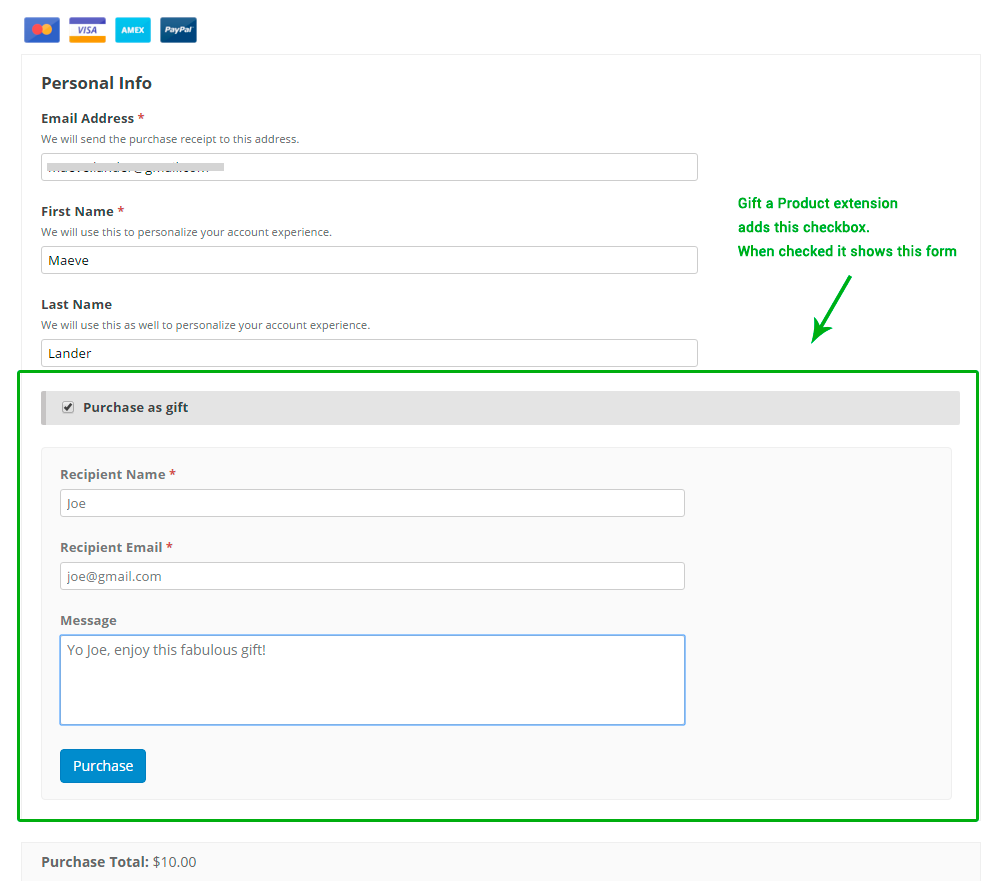 VISA
AMEX
PayPal
Personal Info
Email Address *
We will send the purchase receipt to this address.
First Name *
We will use this to personalize your account experience.
Maeve
Gift a Product extension
adds this checkbox.
When checked it shows this form
Last Name
We will use this as well to personalize your account experience.
Lander
Purchase as gift
Recipient Name *
Joe
Recipient Email *
joe@gmail.com
Message
Yo Joe, enjoy this fabulous gift!
Purchase
Purchase Total: $10.00